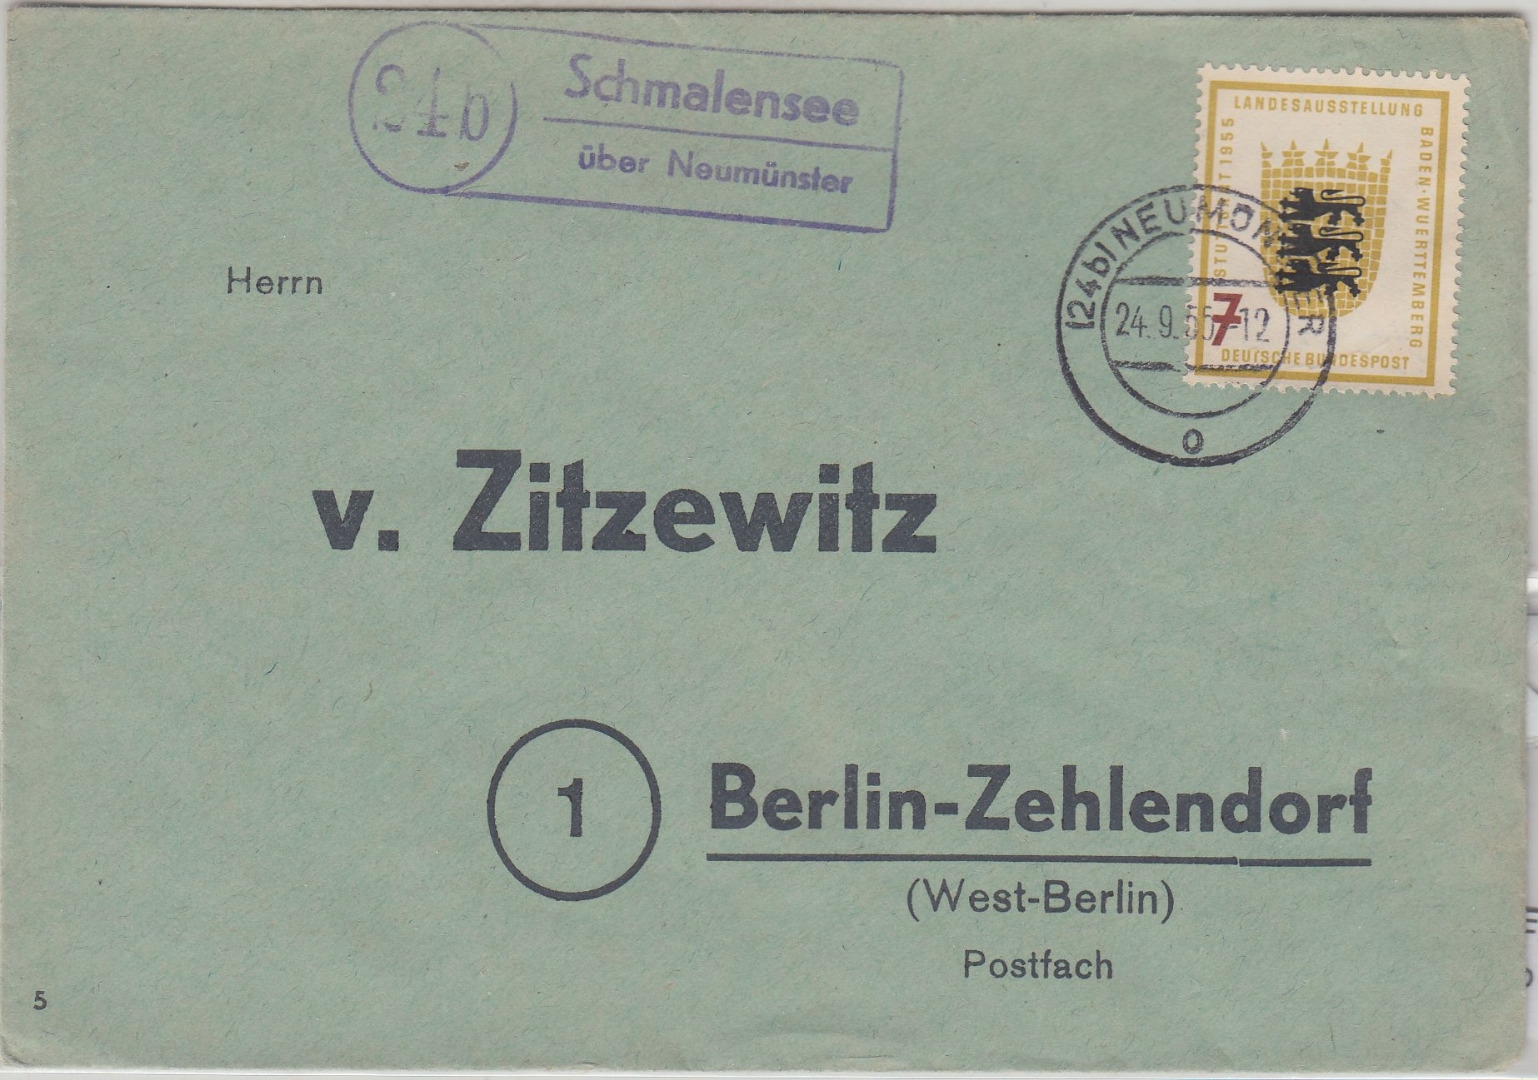 24b
Schmalensee
über Neumünster
LANDESAUSSTELLUNG
BADEN-WUERTTEMBERG
STUTTGART 1955
7
DEUTSCHE BUNDESPOST
(24b) NEUMÜNSTER
24.9.55-12
o
Herrn
v. Zitzewitz
1
Berlin-Zehlendorf
(West-Berlin)
Postfach
5